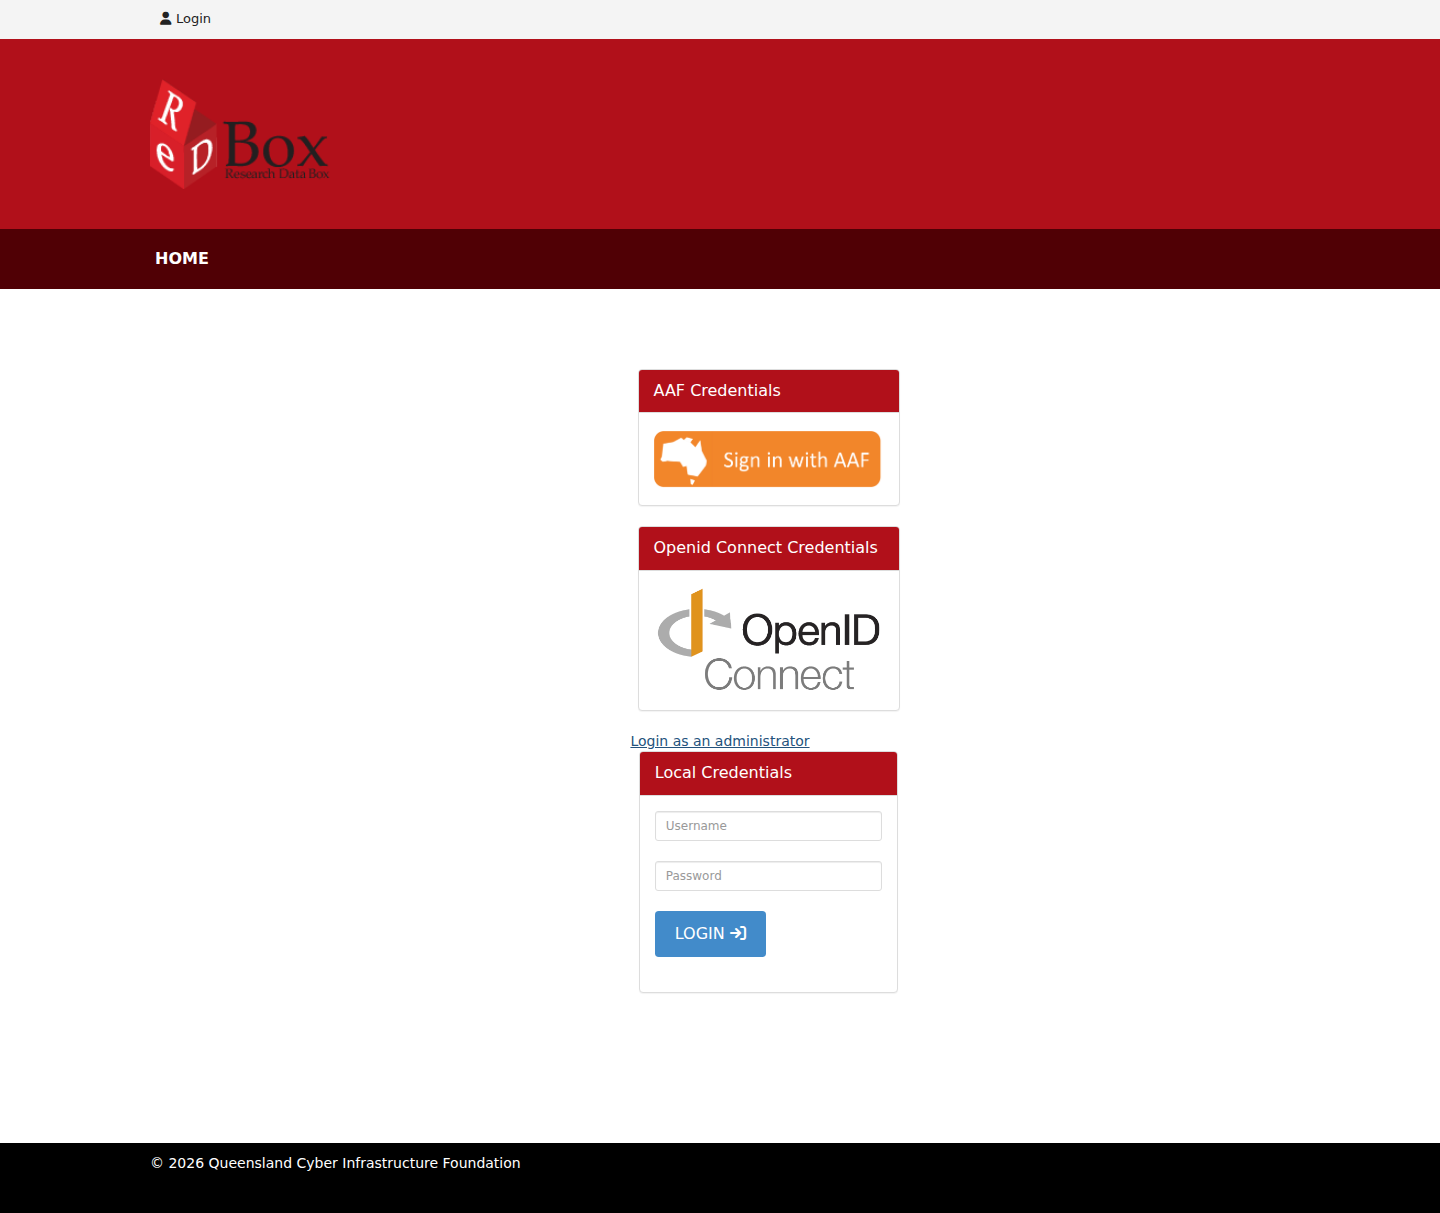 Login
R
e D
Box
Research Data Box
HOME
AAF Credentials
Sign in with AAF
Openid Connect Credentials
OpenID
Connect
Login as an administrator
Local Credentials
Username
Password
LOGIN
© 2026 Queensland Cyber Infrastructure Foundation